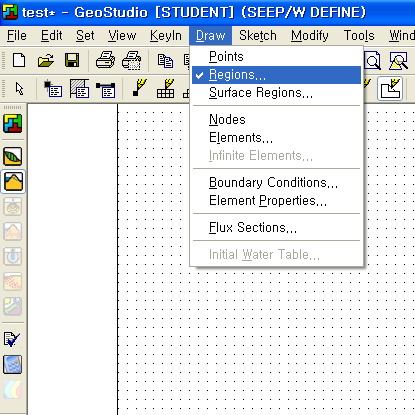 test* - GeoStudio [STUDENT] (SEEP/W DEFINE)
File Edit Set View KeyIn Draw Sketch Modify Tools Wind
Points
Regions...
Surface Regions...
Nodes
Elements...
Infinite Elements...
Boundary Conditions...
Element Properties...
Flux Sections...
Initial Water Table...